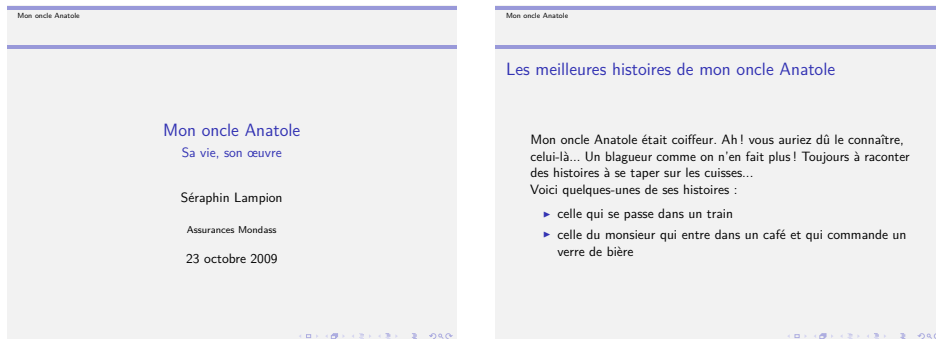 Mon oncle Anatole
Mon oncle Anatole
Sa vie, son œuvre
Séraphin Lampion
Assurances Mondass
23 octobre 2009
Mon oncle Anatole
Les meilleures histoires de mon oncle Anatole
Mon oncle Anatole était coiffeur. Ah ! vous auriez dû le connaître,
celui-là... Un blagueur comme on n'en fait plus ! Toujours à raconter
des histoires à se taper sur les cuisses...
Voici quelques-unes de ses histoires :
celle qui se passe dans un train
celle du monsieur qui entre dans un café et qui commande un
verre de bière